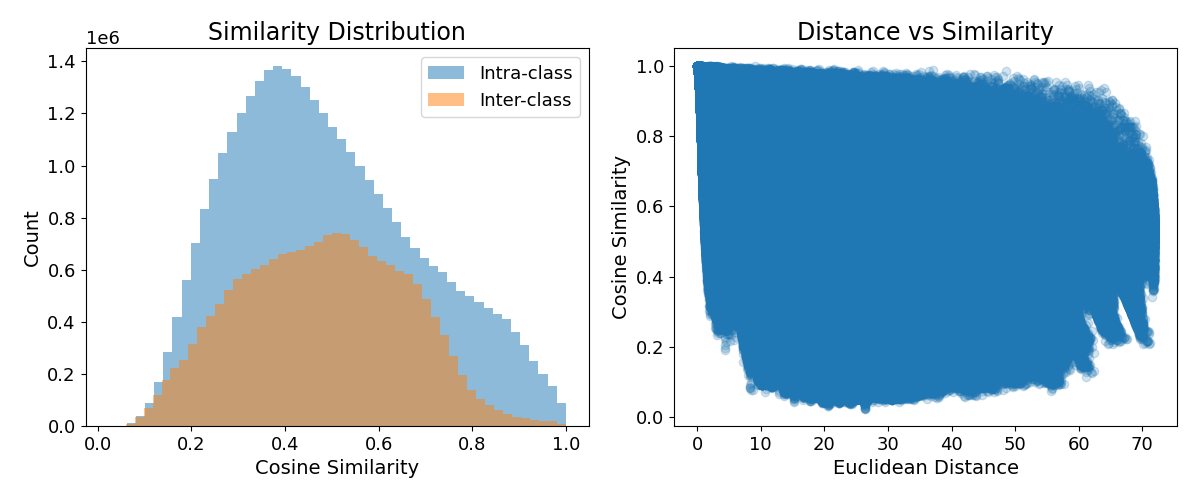 Similarity Distribution
1e6
1.4
1.2
1.0
0.8
0.6
0.4
0.2
0.0
Count
0.0 0.2 0.4 0.6 0.8 1.0
Cosine Similarity
Intra-class
Inter-class
Distance vs Similarity
1.0
0.8
0.6
0.4
0.2
0.0
Cosine Similarity
0 10 20 30 40 50 60 70
Euclidean Distance